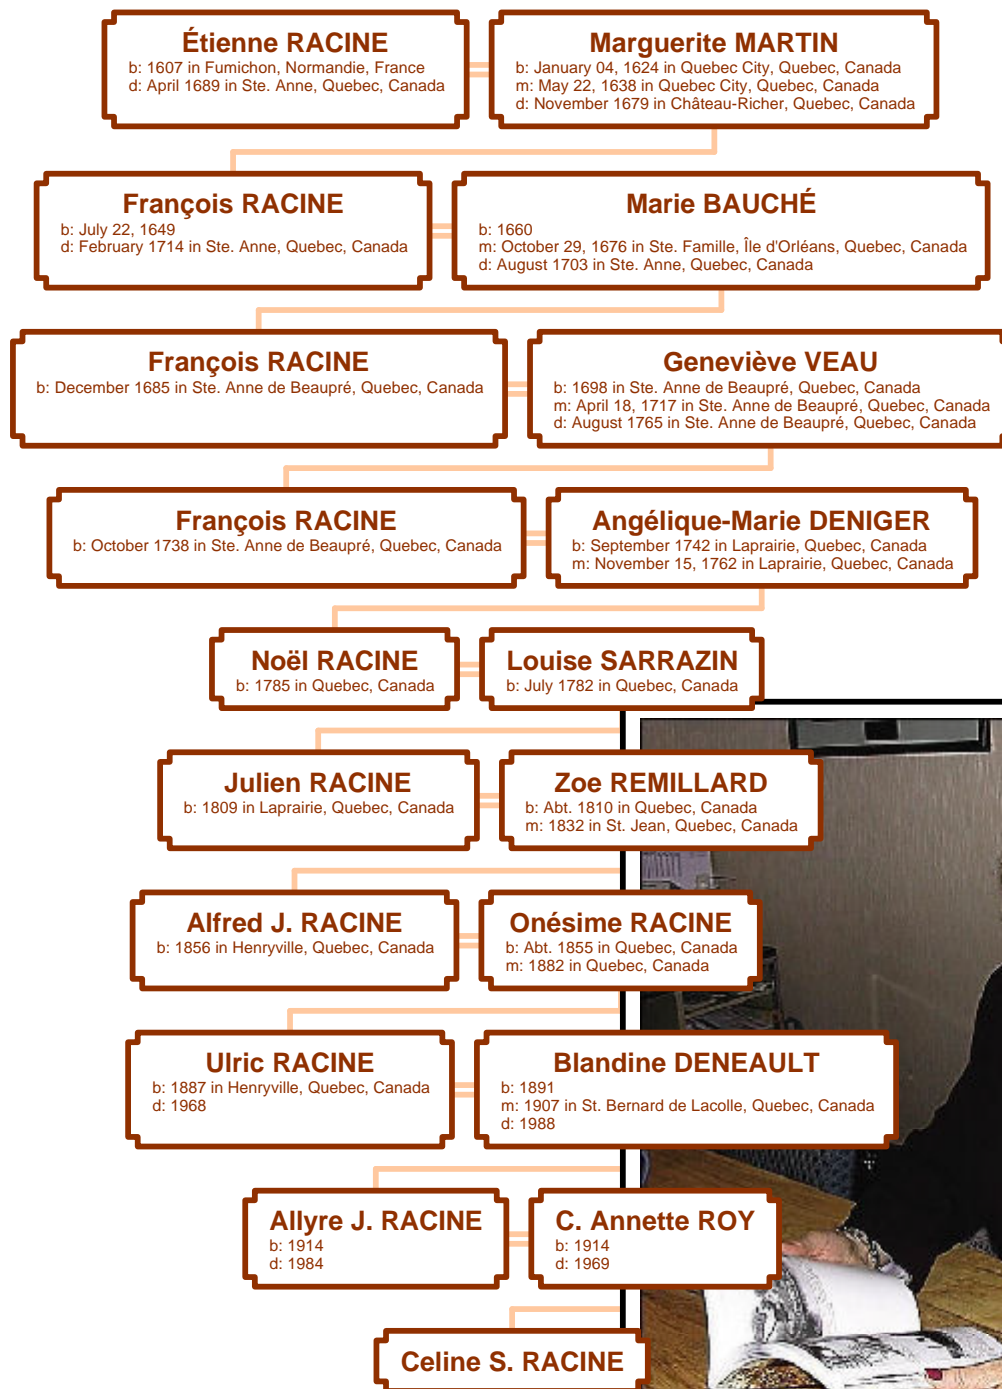 Étienne RACINE
b: 1607 in Fumichon, Normandie, France
d: April 1689 in Ste. Anne, Quebec, Canada
Marguerite MARTIN
b: January 04, 1624 in Quebec City, Quebec, Canada
m: May 22, 1638 in Quebec City, Quebec, Canada
d: November 1679 in Château-Richer, Quebec, Canada
François RACINE
b: July 22, 1649
d: February 1714 in Ste. Anne, Quebec, Canada
Marie BAUCHÉ
b: 1660
m: October 29, 1676 in Ste. Famille, Île d'Orléans, Quebec, Canada
d: August 1703 in Ste. Anne, Quebec, Canada
François RACINE
b: December 1685 in Ste. Anne de Beaupré, Quebec, Canada
Geneviève VEAU
b: 1698 in Ste. Anne de Beaupré, Quebec, Canada
m: April 18, 1717 in Ste. Anne de Beaupré, Quebec, Canada
d: August 1765 in Ste. Anne de Beaupré, Quebec, Canada
François RACINE
b: October 1738 in Ste. Anne de Beaupré, Quebec, Canada
Angélique-Marie DENIGER
b: September 1742 in Laprairie, Quebec, Canada
m: November 15, 1762 in Laprairie, Quebec, Canada
Noël RACINE
b: 1785 in Quebec, Canada
Louise SARRAZIN
b: July 1782 in Quebec, Canada
Julien RACINE
b: 1809 in Laprairie, Quebec, Canada
Zoe REMILLARD
b: Abt. 1810 in Quebec, Canada
m: 1832 in St. Jean, Quebec, Canada
Alfred J. RACINE
b: 1856 in Henryville, Quebec, Canada
Onésime RACINE
b: Abt. 1855 in Quebec, Canada
m: 1882 in Quebec, Canada
Ulric RACINE
b: 1887 in Henryville, Quebec, Canada
d: 1968
Blandine DENEAULT
b: 1891
m: 1907 in St. Bernard de Lacolle, Quebec, Canada
d: 1988
Allyre J. RACINE
b: 1914
d: 1984
C. Annette ROY
b: 1914
d: 1969
Celine S. RACINE